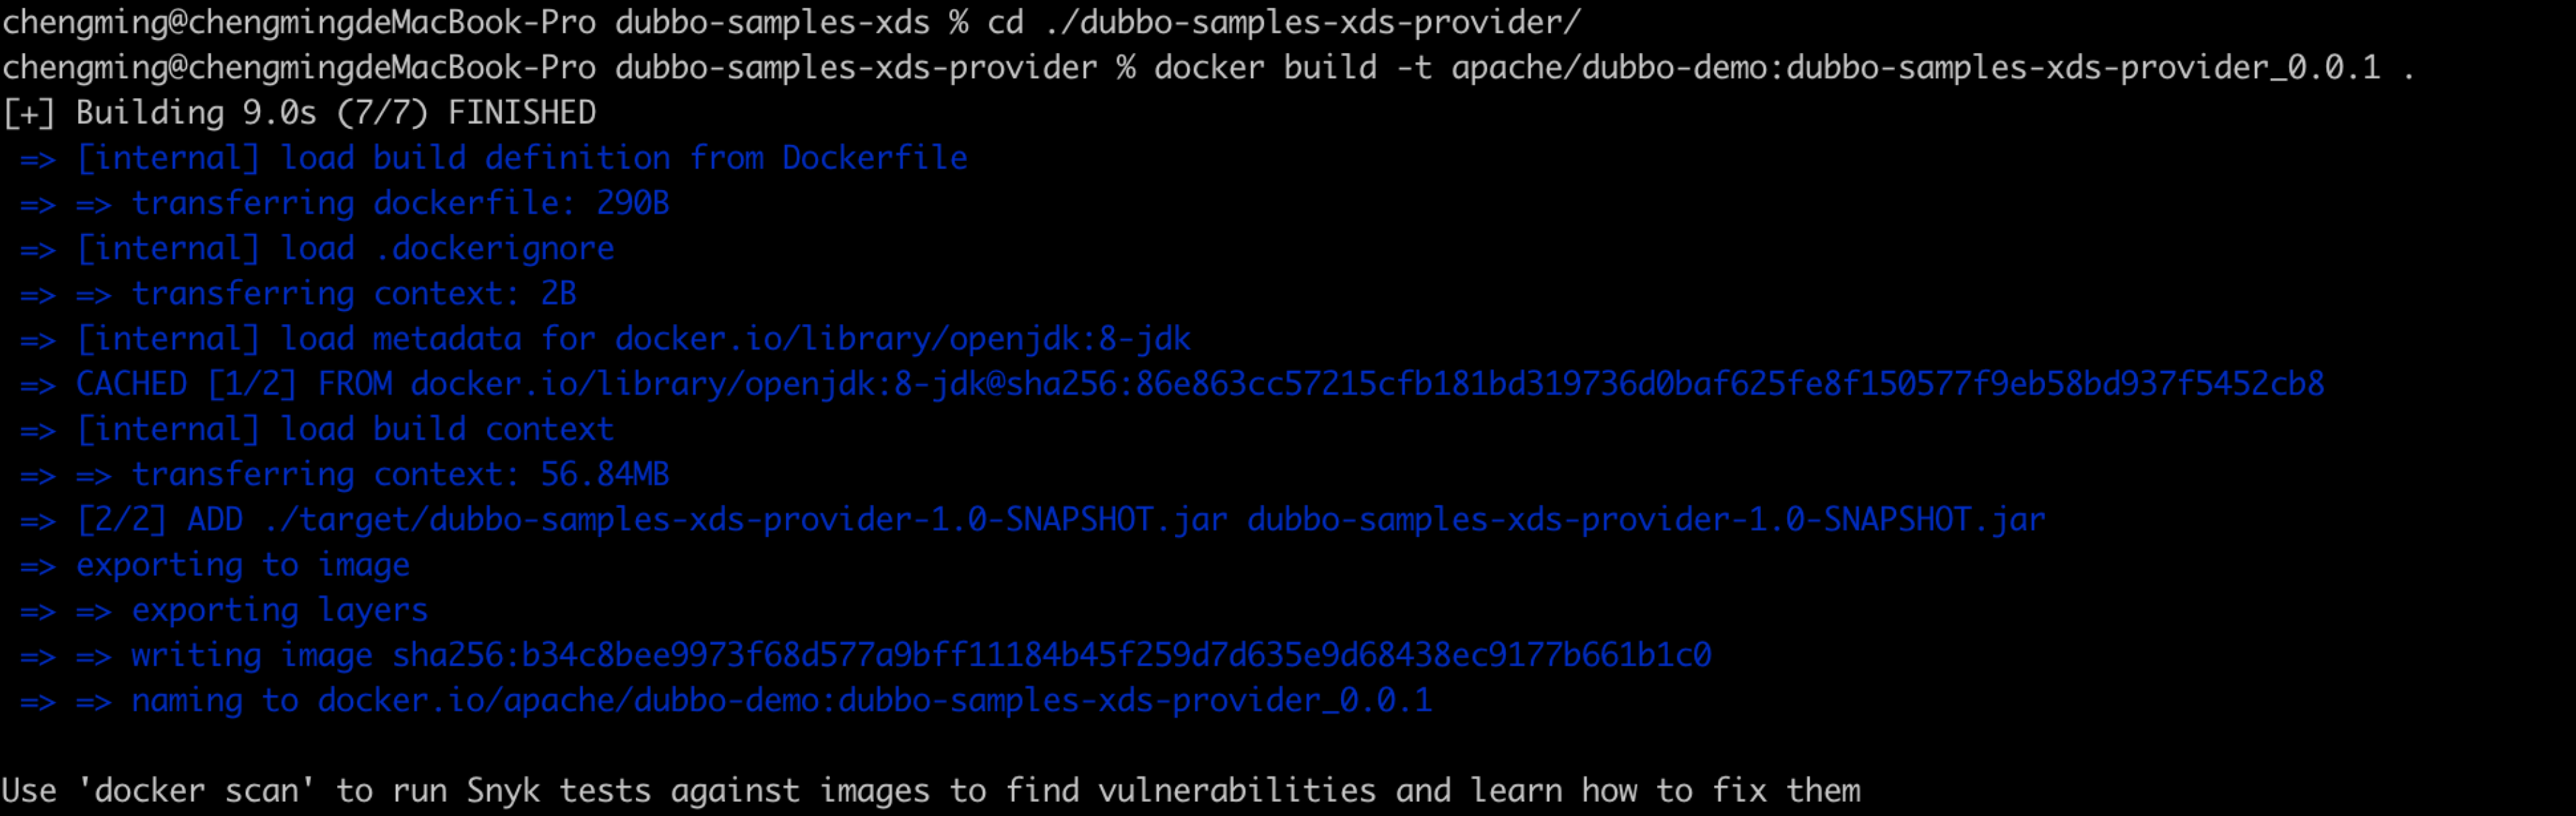 chengming@chengmingdeMacBook-Pro dubbo-samples-xds % cd ./dubbo-samples-xds-provider/
chengming@chengmingdeMacBook-Pro dubbo-samples-xds-provider % docker build -t apache/dubbo-demo:dubbo-samples-xds-provider_0.0.1 .
[+] Building 9.0s (7/7) FINISHED
=> [internal] load build definition from Dockerfile
=> => transferring dockerfile: 290B
=> [internal] load .dockerignore
=> => transferring context: 2B
=> [internal] load metadata for docker.io/library/openjdk:8-jdk
=> CACHED [1/2] FROM docker.io/library/openjdk:8-jdk@sha256:86e863cc57215cfb181bd319736d0baf625fe8f150577f9eb58bd937f5452cb8
=> [internal] load build context
=> => transferring context: 56.84MB
=> [2/2] ADD ./target/dubbo-samples-xds-provider-1.0-SNAPSHOT.jar dubbo-samples-xds-provider-1.0-SNAPSHOT.jar
=> exporting to image
=> => exporting layers
=> => writing image sha256:b34c8bee9973f68d577a9bff11184b45f259d7d635e9d68438ec9177b661b1c0
=> => naming to docker.io/apache/dubbo-demo:dubbo-samples-xds-provider_0.0.1
Use 'docker scan' to run Snyk tests against images to find vulnerabilities and learn how to fix them